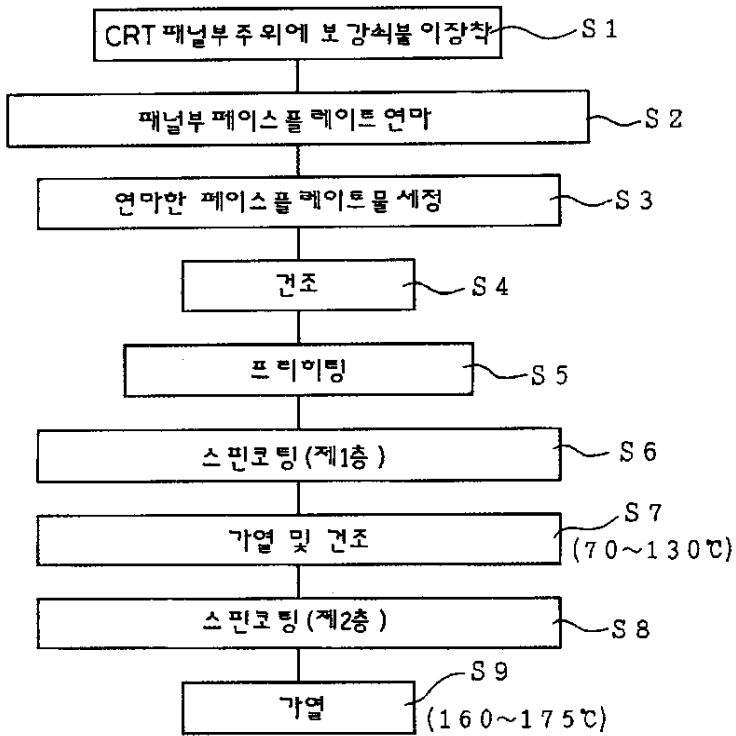 CRT 패널부주위에 보강쇠붙이장착 S1
패널부페이스플레이트연마 S2
연마한 페이스플레이트물세정 S3
건조 S4
프리히팅 S5
스핀코팅(제1층) S6
가열 및 건조 S7
(70~130℃)
스핀코팅(제2층) S8
가열 S9
(160~175℃)